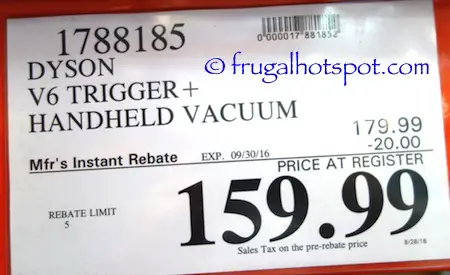 1788185
0000017881852
DYSON
© frugalhotspot.com
V6 TRIGGER+
HANDHELD VACUUM
179.99
-20.00
Mfr's Instant Rebate EXP. 09/30/16
PRICE AT REGISTER
159.99
REBATE LIMIT
5
Sales Tax on the pre-rebate price
8/28/16